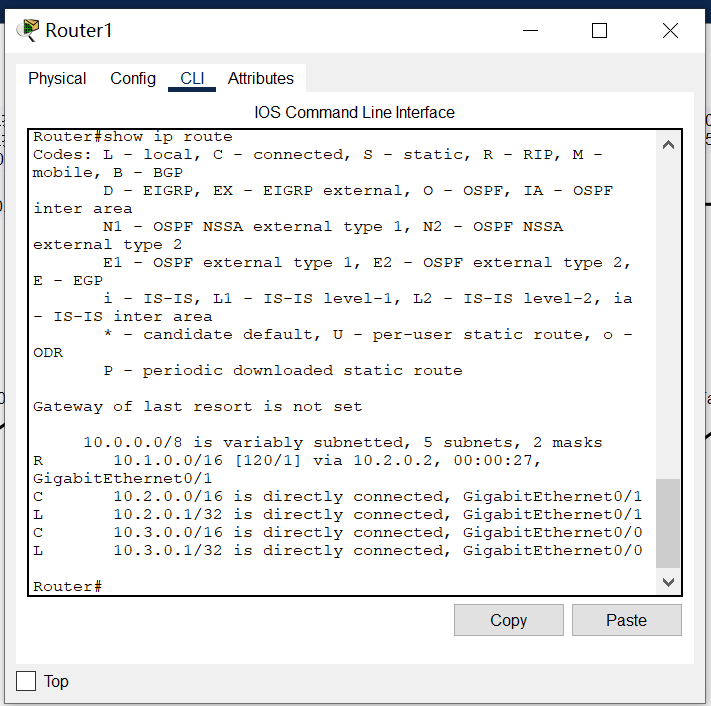 Router1
Physical Config CLI Attributes
IOS Command Line Interface
Router#show ip route
Codes: L - local, C - connected, S - static, R - RIP, M -
mobile, B - BGP
D - EIGRP, EX - EIGRP external, O - OSPF, IA - OSPF
inter area
N1 - OSPF NSSA external type 1, N2 - OSPF NSSA
external type 2
E1 - OSPF external type 1, E2 - OSPF external type 2,
E - EGP
i - IS-IS, L1 - IS-IS level-1, L2 - IS-IS level-2, ia
- IS-IS inter area
* - candidate default, U - per-user static route, o -
ODR
P - periodic downloaded static route
Gateway of last resort is not set
10.0.0.0/8 is variably subnetted, 5 subnets, 2 masks
R 10.1.0.0/16 [120/1] via 10.2.0.2, 00:00:27,
GigabitEthernet0/1
C 10.2.0.0/16 is directly connected, GigabitEthernet0/1
L 10.2.0.1/32 is directly connected, GigabitEthernet0/1
C 10.3.0.0/16 is directly connected, GigabitEthernet0/0
L 10.3.0.1/32 is directly connected, GigabitEthernet0/0
Router#
Copy Paste
Top